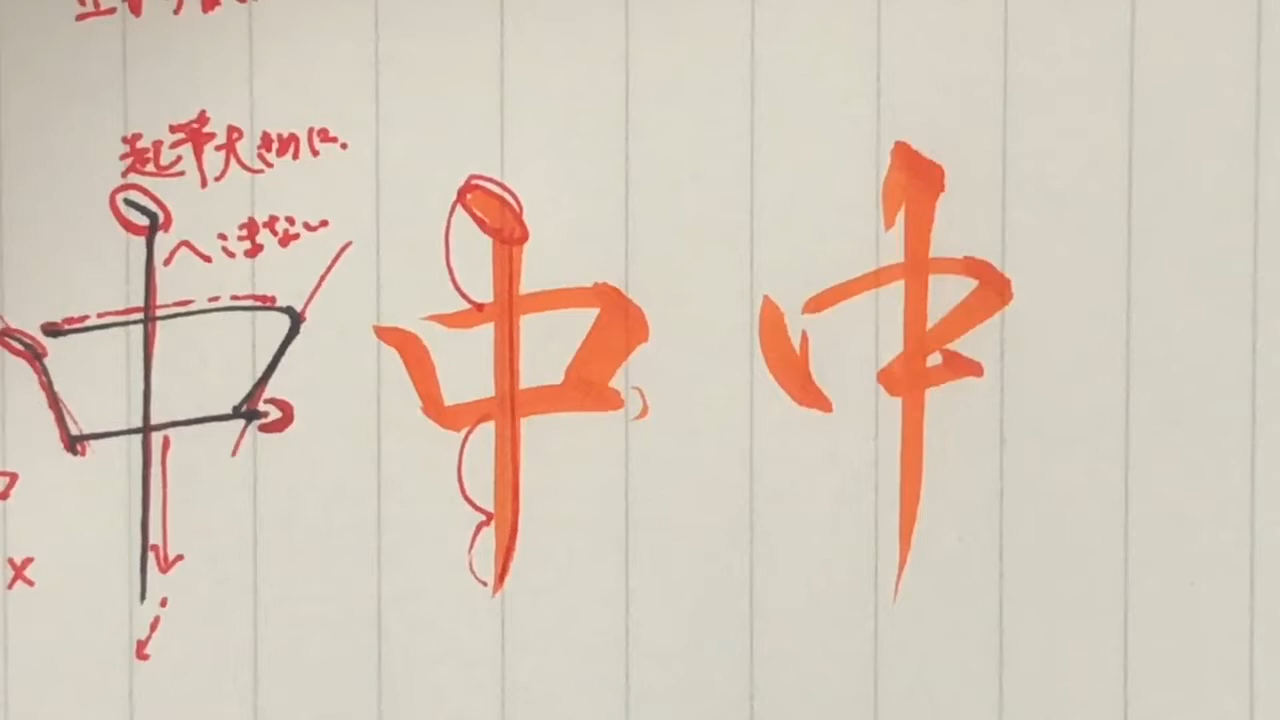 起筆大きめに.
へこまない
中 中 中
×